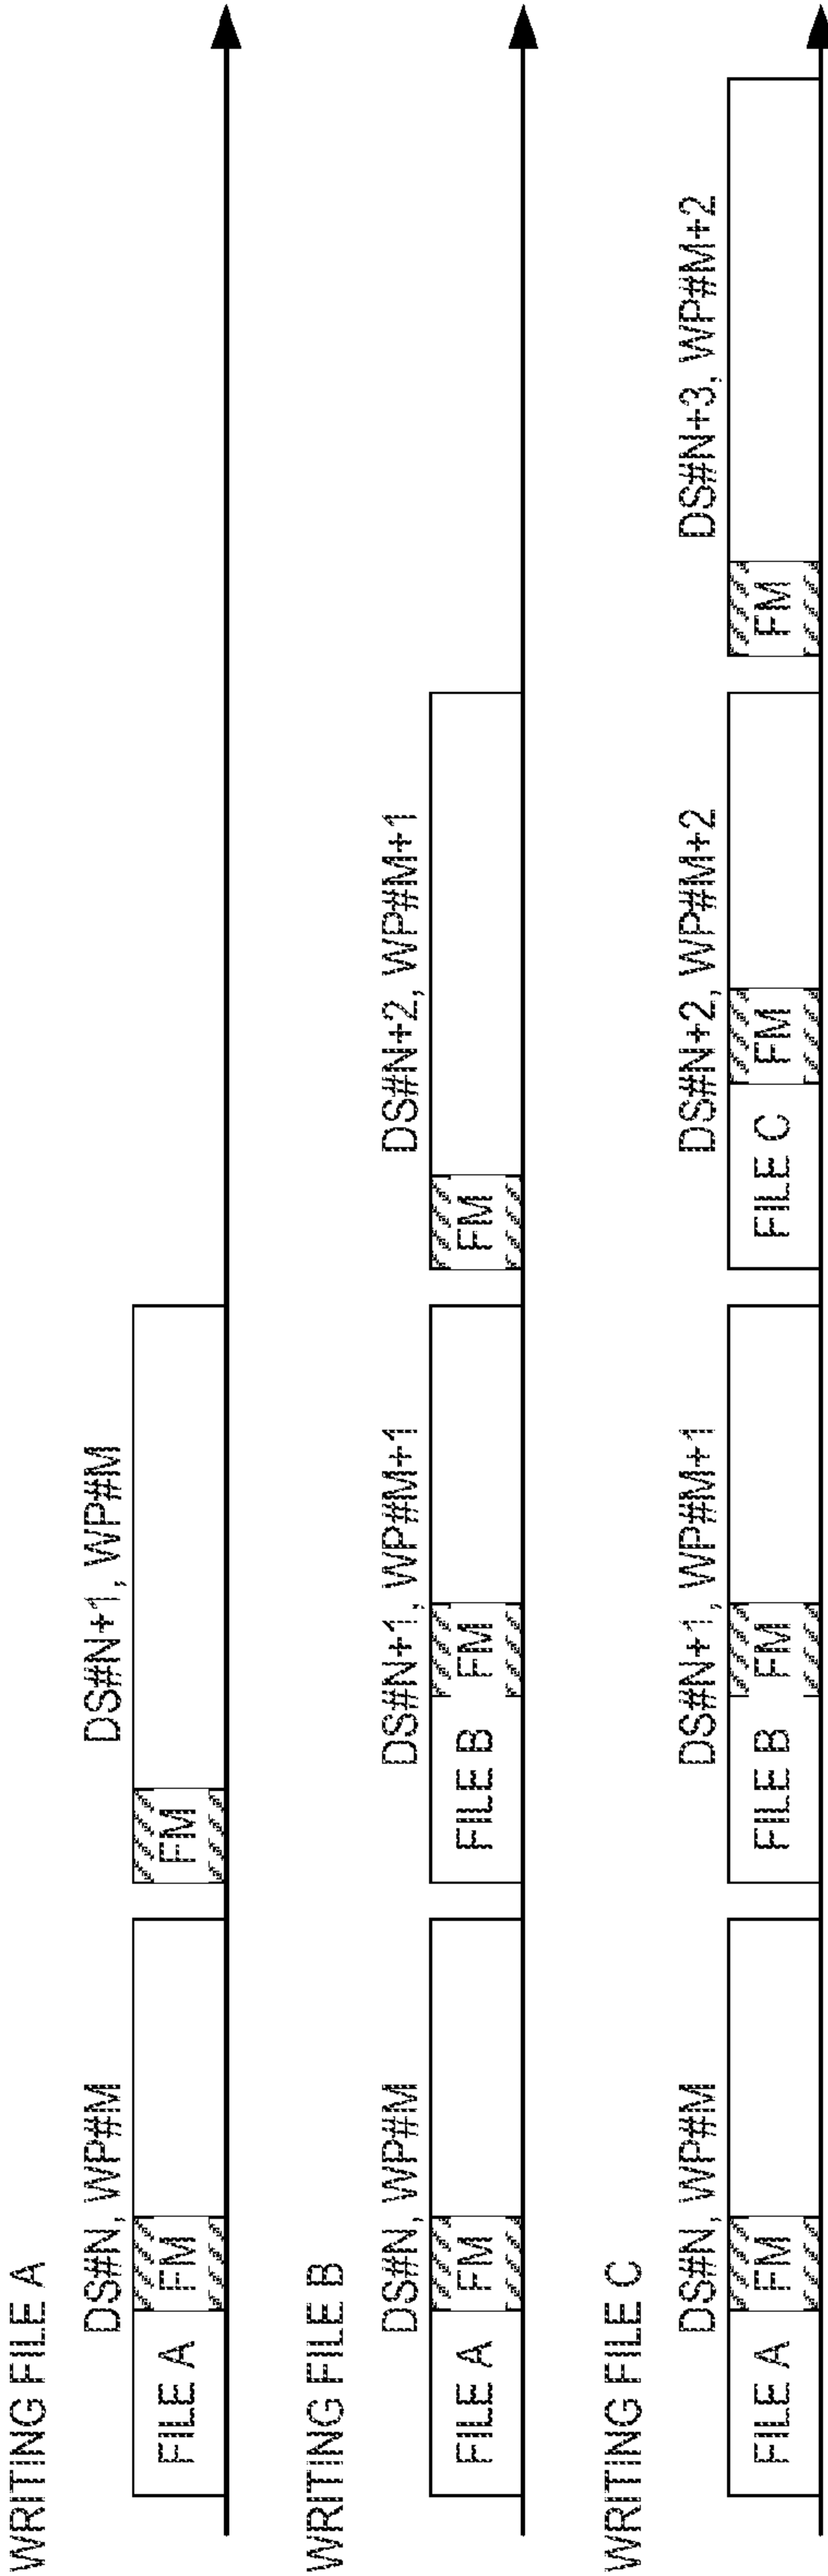 WRITING FILE A
DS#N, WP#M DS#N+1, WP#M
FILE A FM FM
WRITING FILE B
DS#N, WP#M DS#N+1, WP#M+1 DS#N+2, WP#M+1
FILE A FM FILE B FM FM
WRITING FILE C
DS#N, WP#M DS#N+1, WP#M+1 DS#N+2, WP#M+2 DS#N+3, WP#M+2
FILE A FM FILE B FM FILE C FM FM